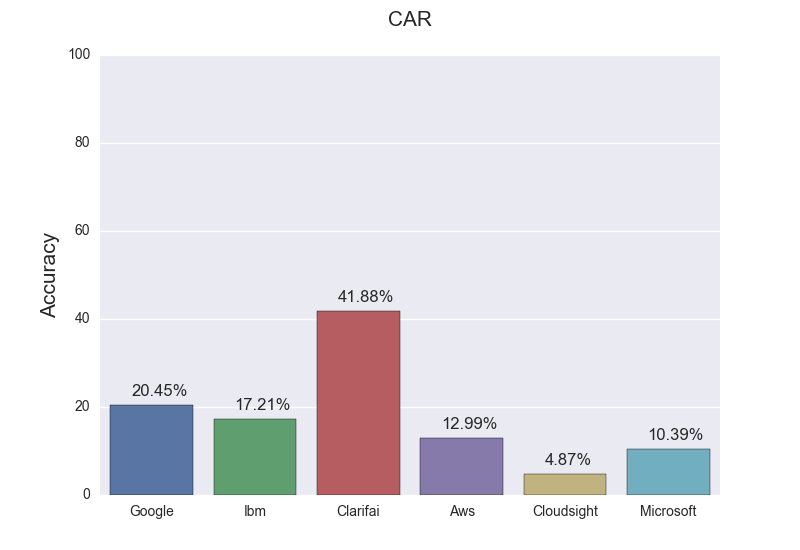 CAR
100
80
60
40
20
0
Accuracy
20.45%
17.21%
41.88%
12.99%
4.87%
10.39%
Google
Ibm
Clarifai
Aws
Cloudsight
Microsoft